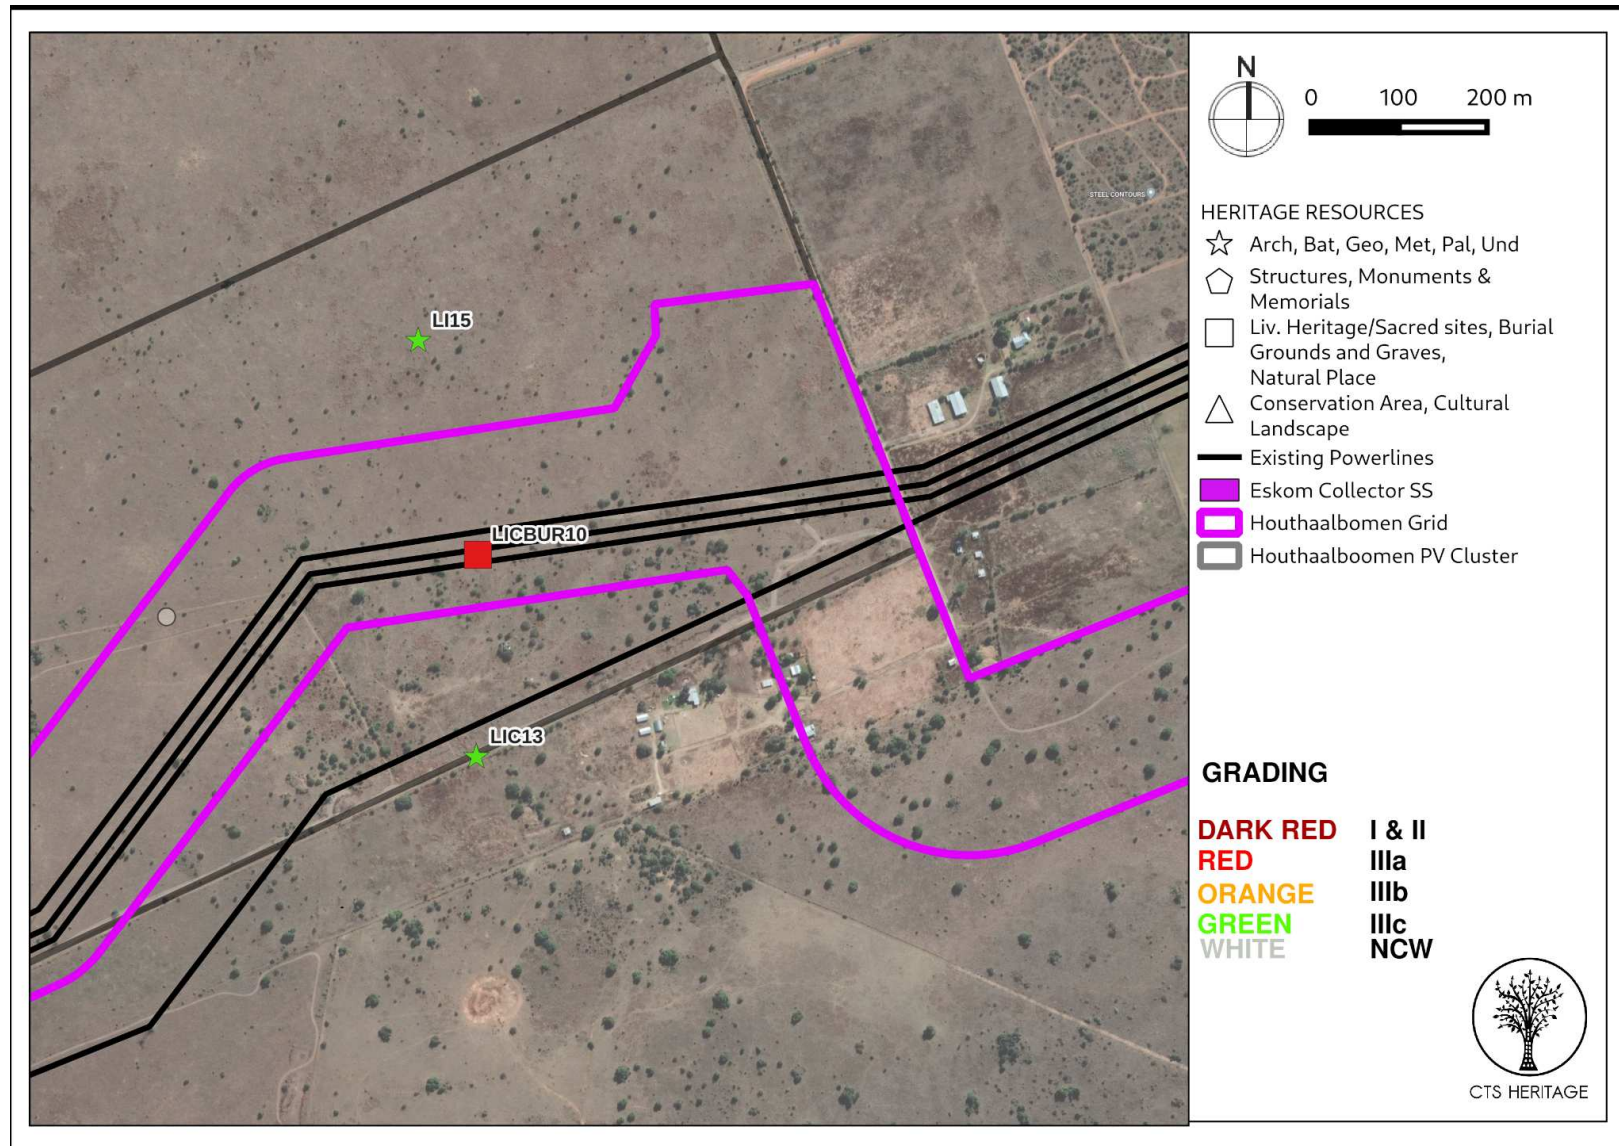 N
0 100 200 m
STEEL CONTOURS
HERITAGE RESOURCES
Arch, Bat, Geo, Met, Pal, Und
Structures, Monuments &
Memorials
Liv. Heritage/Sacred sites, Burial
Grounds and Graves,
Natural Place
Conservation Area, Cultural
Landscape
Existing Powerlines
Eskom Collector SS
Houthaalbomen Grid
Houthaalboomen PV Cluster
LI15
LICBUR10
LIC13
GRADING
DARK RED I & II
RED IIIa
ORANGE IIIb
GREEN IIIc
WHITE NCW
CTS HERITAGE